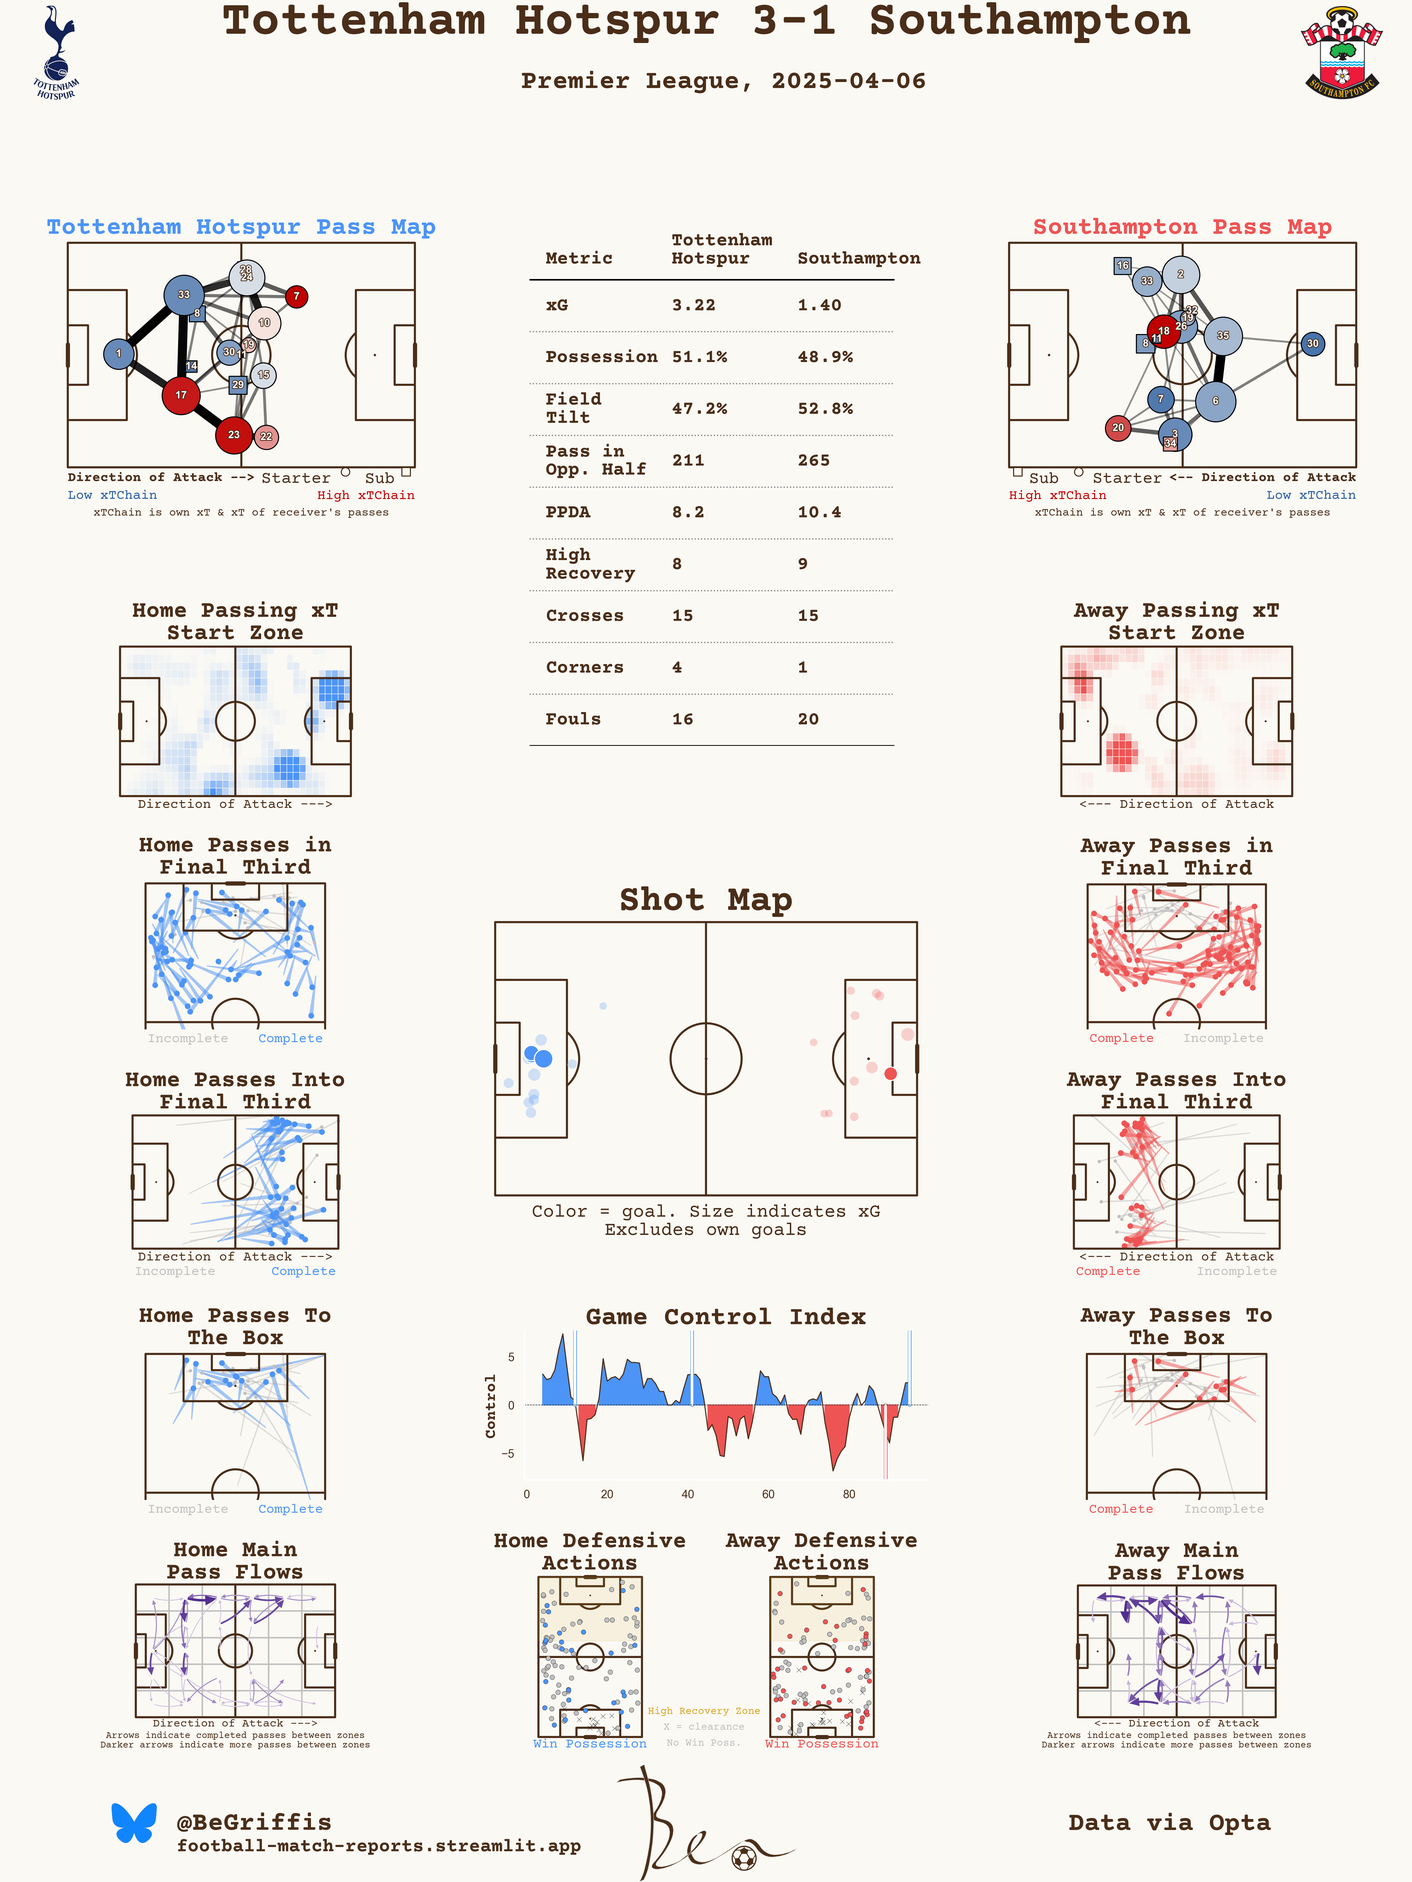 Tottenham Hotspur 3-1 Southampton
Premier League, 2025-04-06
TOTTENHAM
HOTSPUR
SOUTHAMPTON FC
Tottenham Hotspur Pass Map
28
24
33
7
8
10
19
30
11
1
14
15
29
17
23
22
Direction of Attack --> Starter Sub
Low xTChain High xTChain
xTChain is own xT & xT of receiver's passes
Metric Tottenham Hotspur Southampton
xG 3.22 1.40
Possession 51.1% 48.9%
Field Tilt 47.2% 52.8%
Pass in Opp. Half 211 265
PPDA 8.2 10.4
High Recovery 8 9
Crosses 15 15
Corners 4 1
Fouls 16 20
Southampton Pass Map
16
2
33
32
19
26
18
11
8
35
30
7
6
20
3
34
Sub Starter <-- Direction of Attack
High xTChain Low xTChain
xTChain is own xT & xT of receiver's passes
Home Passing xT
Start Zone
Direction of Attack --->
Away Passing xT
Start Zone
<--- Direction of Attack
Home Passes in
Final Third
Incomplete Complete
Away Passes in
Final Third
Complete Incomplete
Shot Map
Color = goal. Size indicates xG
Excludes own goals
Home Passes Into
Final Third
Direction of Attack --->
Incomplete Complete
Away Passes Into
Final Third
<--- Direction of Attack
Complete Incomplete
Home Passes To
The Box
Incomplete Complete
Game Control Index
Control
5
0
−5
0 20 40 60 80
Away Passes To
The Box
Complete Incomplete
Home Main
Pass Flows
Direction of Attack --->
Arrows indicate completed passes between zones
Darker arrows indicate more passes between zones
Home Defensive
Actions
Win Possession
Away Defensive
Actions
Win Possession
High Recovery Zone
X = clearance
No Win Poss.
Away Main
Pass Flows
<--- Direction of Attack
Arrows indicate completed passes between zones
Darker arrows indicate more passes between zones
@BeGriffis
football-match-reports.streamlit.app
Ben
Data via Opta